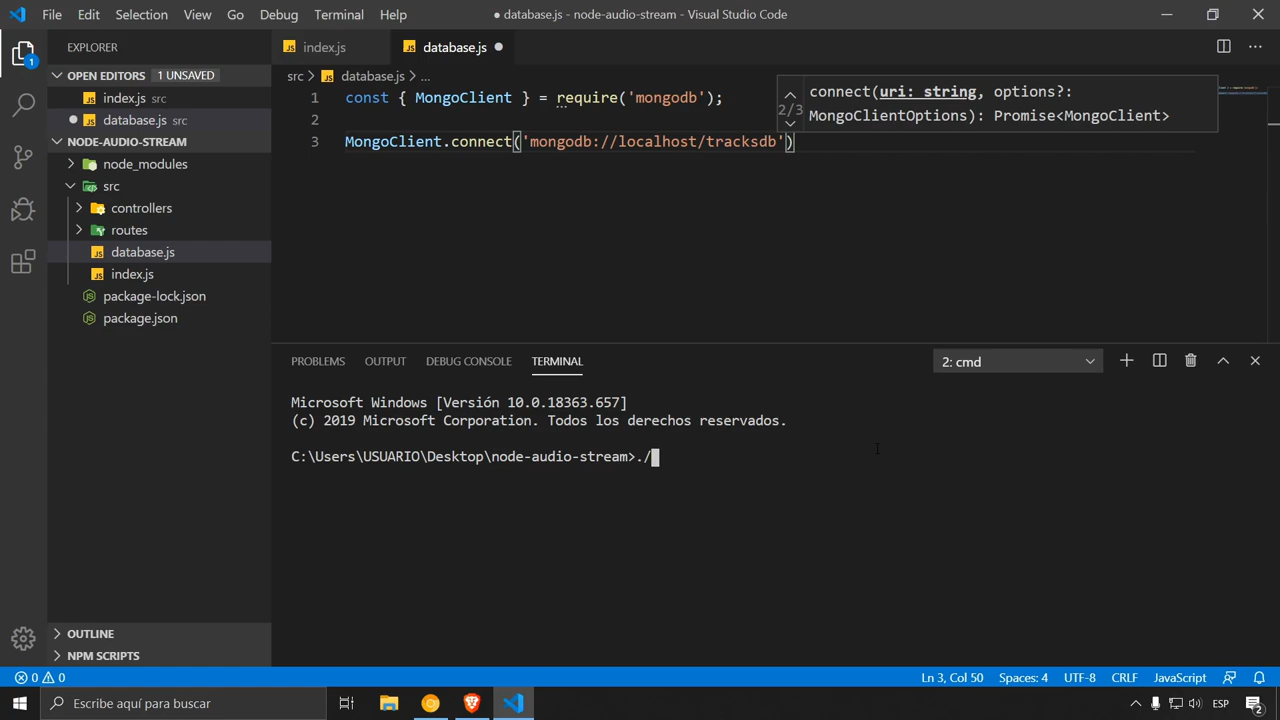 File Edit Selection View Go Debug Terminal Help
● database.js - node-audio-stream - Visual Studio Code
EXPLORER
index.js
database.js ●
OPEN EDITORS 1 UNSAVED
index.js src
● database.js src
NODE-AUDIO-STREAM
node_modules
src
controllers
routes
database.js
index.js
package-lock.json
package.json
OUTLINE
NPM SCRIPTS
src > database.js > ...
1 const { MongoClient } = require('mongodb');
2
3 MongoClient.connect('mongodb://localhost/tracksdb')
2/3
connect(uri: string, options?:
MongoClientOptions): Promise<MongoClient>
PROBLEMS OUTPUT DEBUG CONSOLE TERMINAL
2: cmd
Microsoft Windows [Versión 10.0.18363.657]
(c) 2019 Microsoft Corporation. Todos los derechos reservados.
C:\Users\USUARIO\Desktop\node-audio-stream>./
1
0 0
Ln 3, Col 50 Spaces: 4 UTF-8 CRLF JavaScript
Escribe aquí para buscar
ESP
2